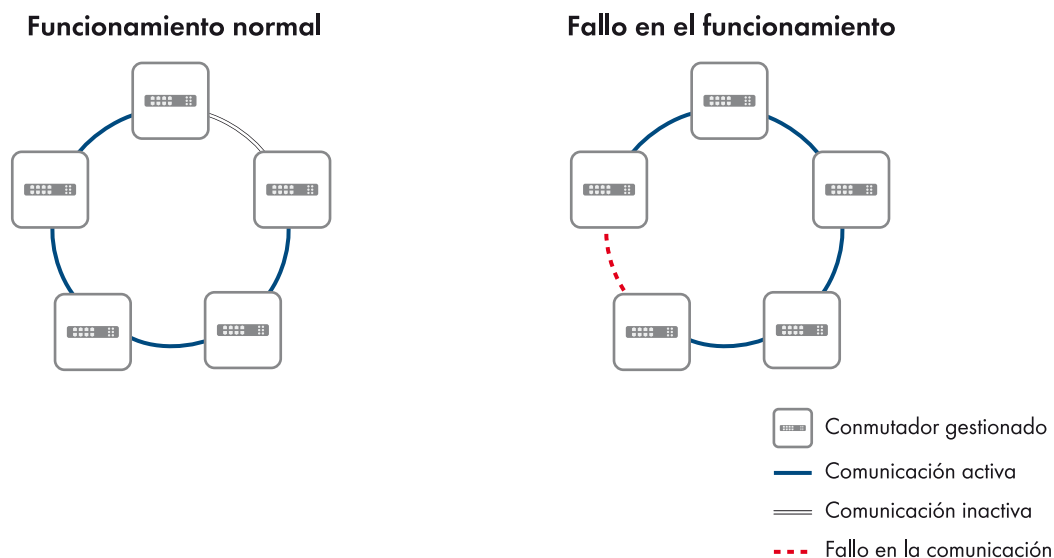 Funcionamiento normal
Fallo en el funcionamiento
Conmutador gestionado
Comunicación activa
Comunicación inactiva
Fallo en la comunicación